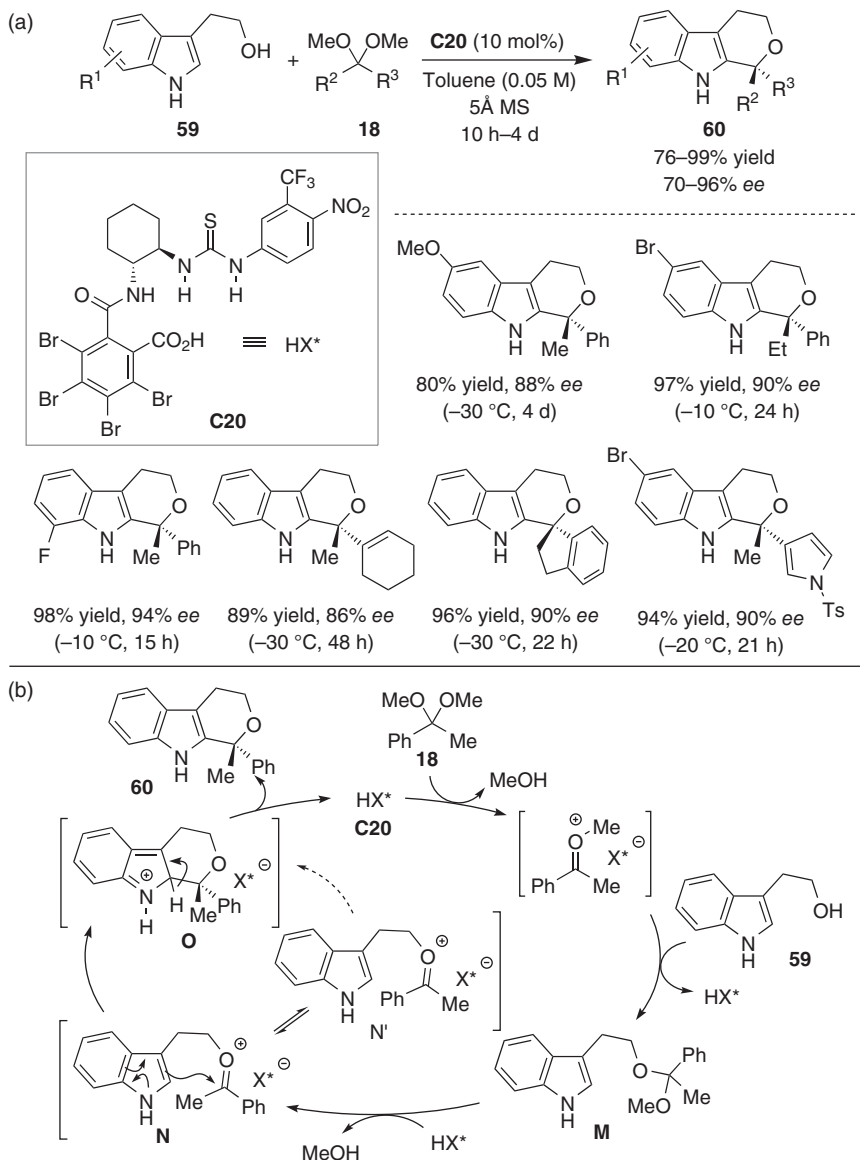 (a)
R¹
N
H
OH
59
+
MeO OMe
R² R³
18
C20 (10 mol%)
Toluene (0.05 M)
5Å MS
10 h–4 d
O
N
H
R²
R³
60
76–99% yield
70–96% ee
CF₃
NO₂
S
N N
H H
NH
O
CO₂H
Br
Br
Br
Br
≡ HX*
C20
MeO
O
N
H
Me
Ph
80% yield, 88% ee
(–30 °C, 4 d)
Br
O
N
H
Et
Ph
97% yield, 90% ee
(–10 °C, 24 h)
O
N
H
F
Me
Ph
98% yield, 94% ee
(–10 °C, 15 h)
O
N
H
Me
89% yield, 86% ee
(–30 °C, 48 h)
O
N
H
96% yield, 90% ee
(–30 °C, 22 h)
Br
O
N
H
Me
N
Ts
94% yield, 90% ee
(–20 °C, 21 h)
(b)
O
N
H
Me
Ph
60
MeO OMe
Ph Me
18
HX*
C20
MeOH
⊕
O Me
Ph Me
X* ⊖
OH
N
H
59
HX*
O
⊕
N
H
H
Me
Ph
X* ⊖
O
⊕
O
N
H
Ph Me
X* ⊖
N'
⊕
O
N
H
Me Ph
X* ⊖
N
MeOH
HX*
N
H
O
Ph
MeO Me
M